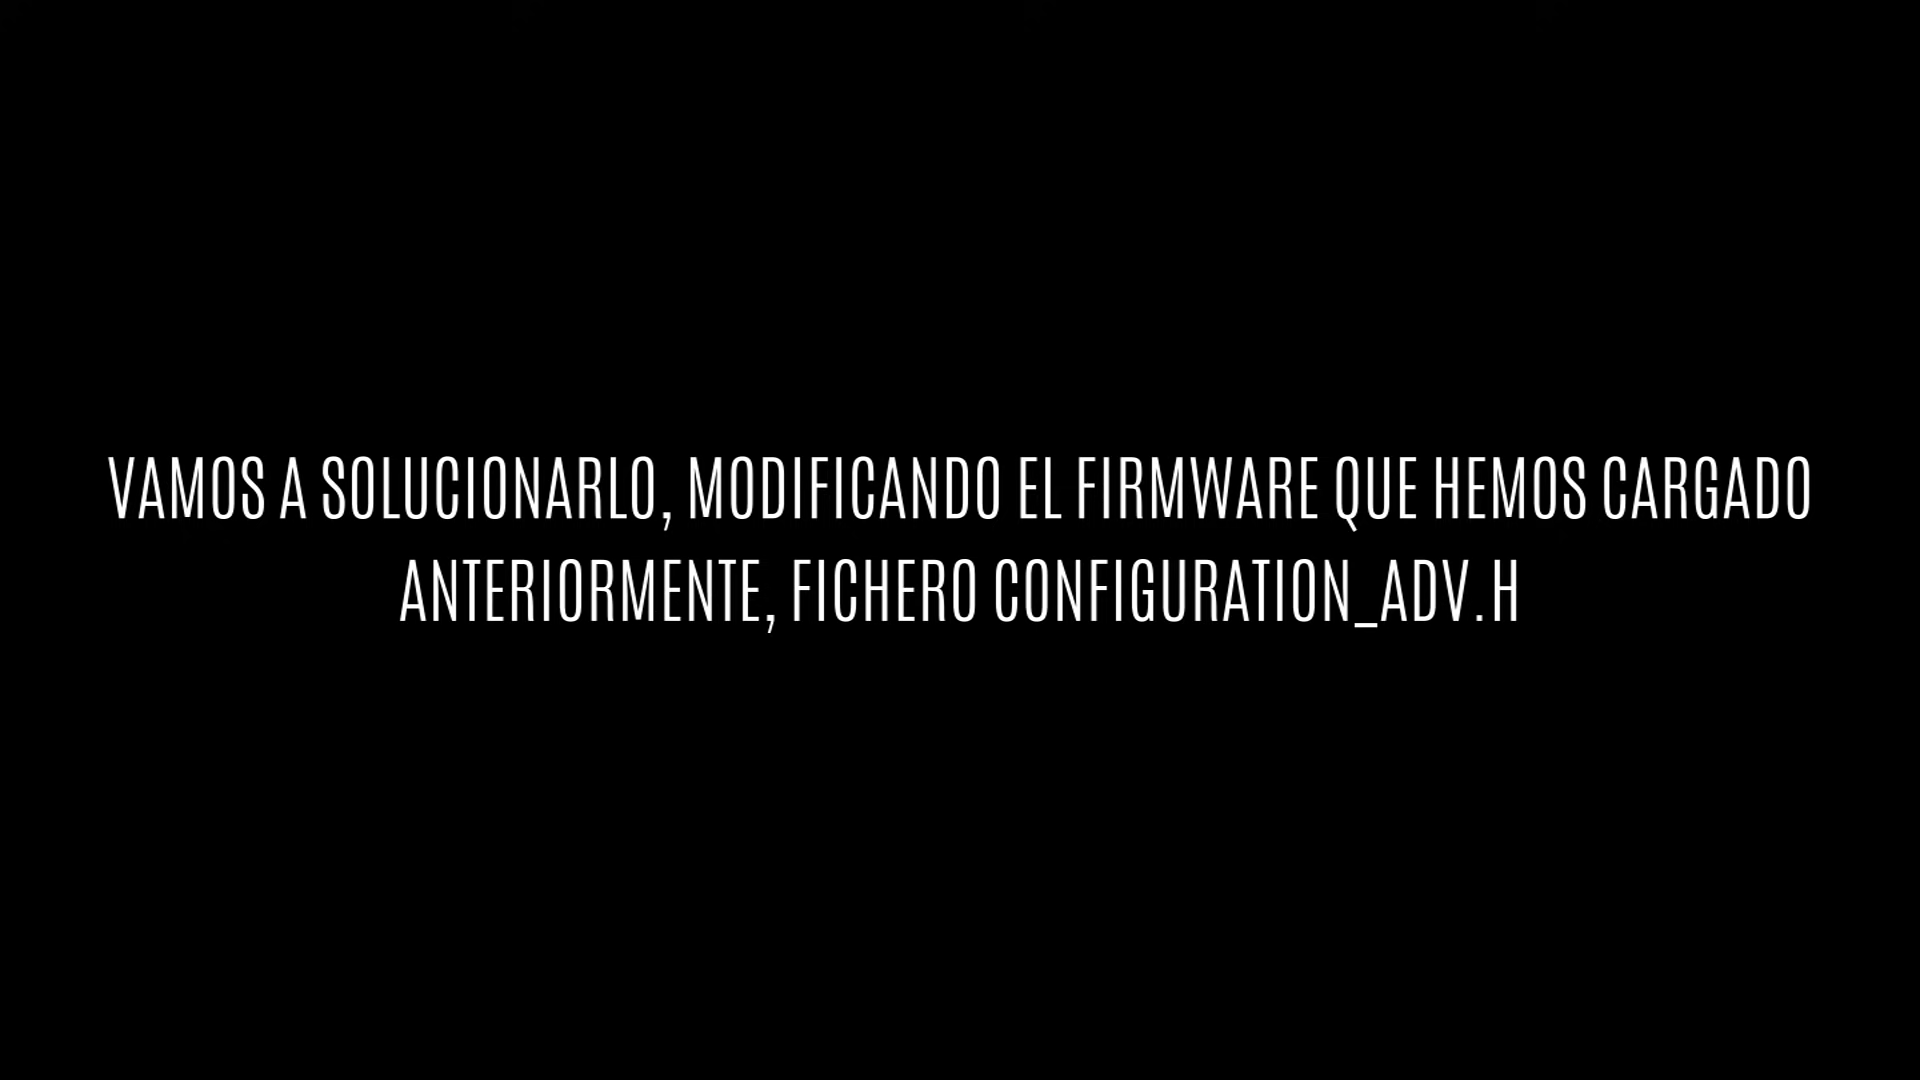 VAMOS A SOLUCIONARLO, MODIFICANDO EL FIRMWARE QUE HEMOS CARGADO
ANTERIORMENTE, FICHERO CONFIGURATION_ADV.H